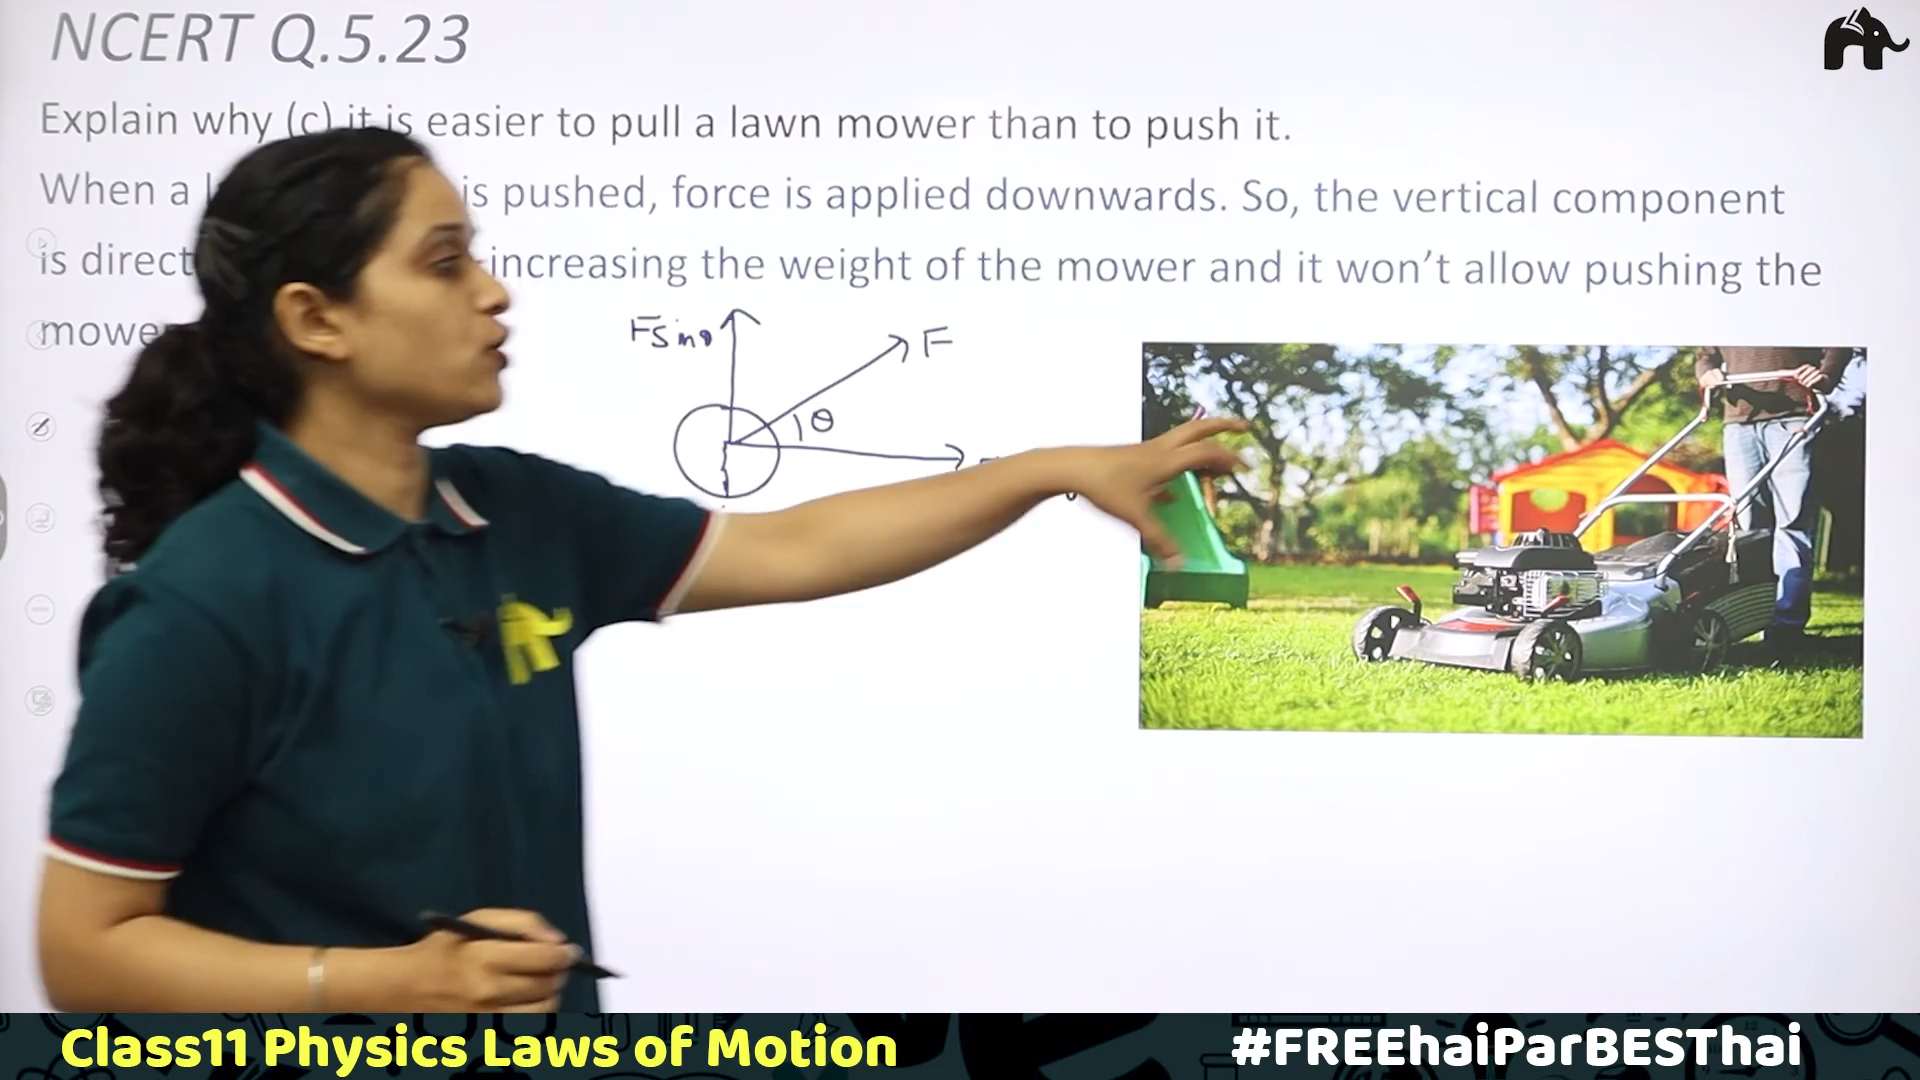 NCERT Q.5.23
Explain why (c) it is easier to pull a lawn mower than to push it.
When a is pushed, force is applied downwards. So, the vertical component
is direct increasing the weight of the mower and it won’t allow pushing the
mower
Fsinθ
F
θ
Class11 Physics Laws of Motion
#FREEhaiParBESThai